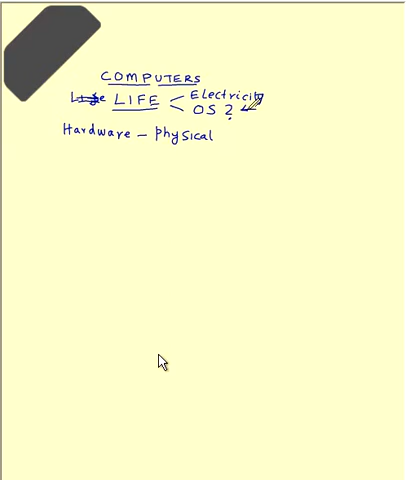 COMPUTERS
LIFE < Electricity
OS ?
Hardware - Physical